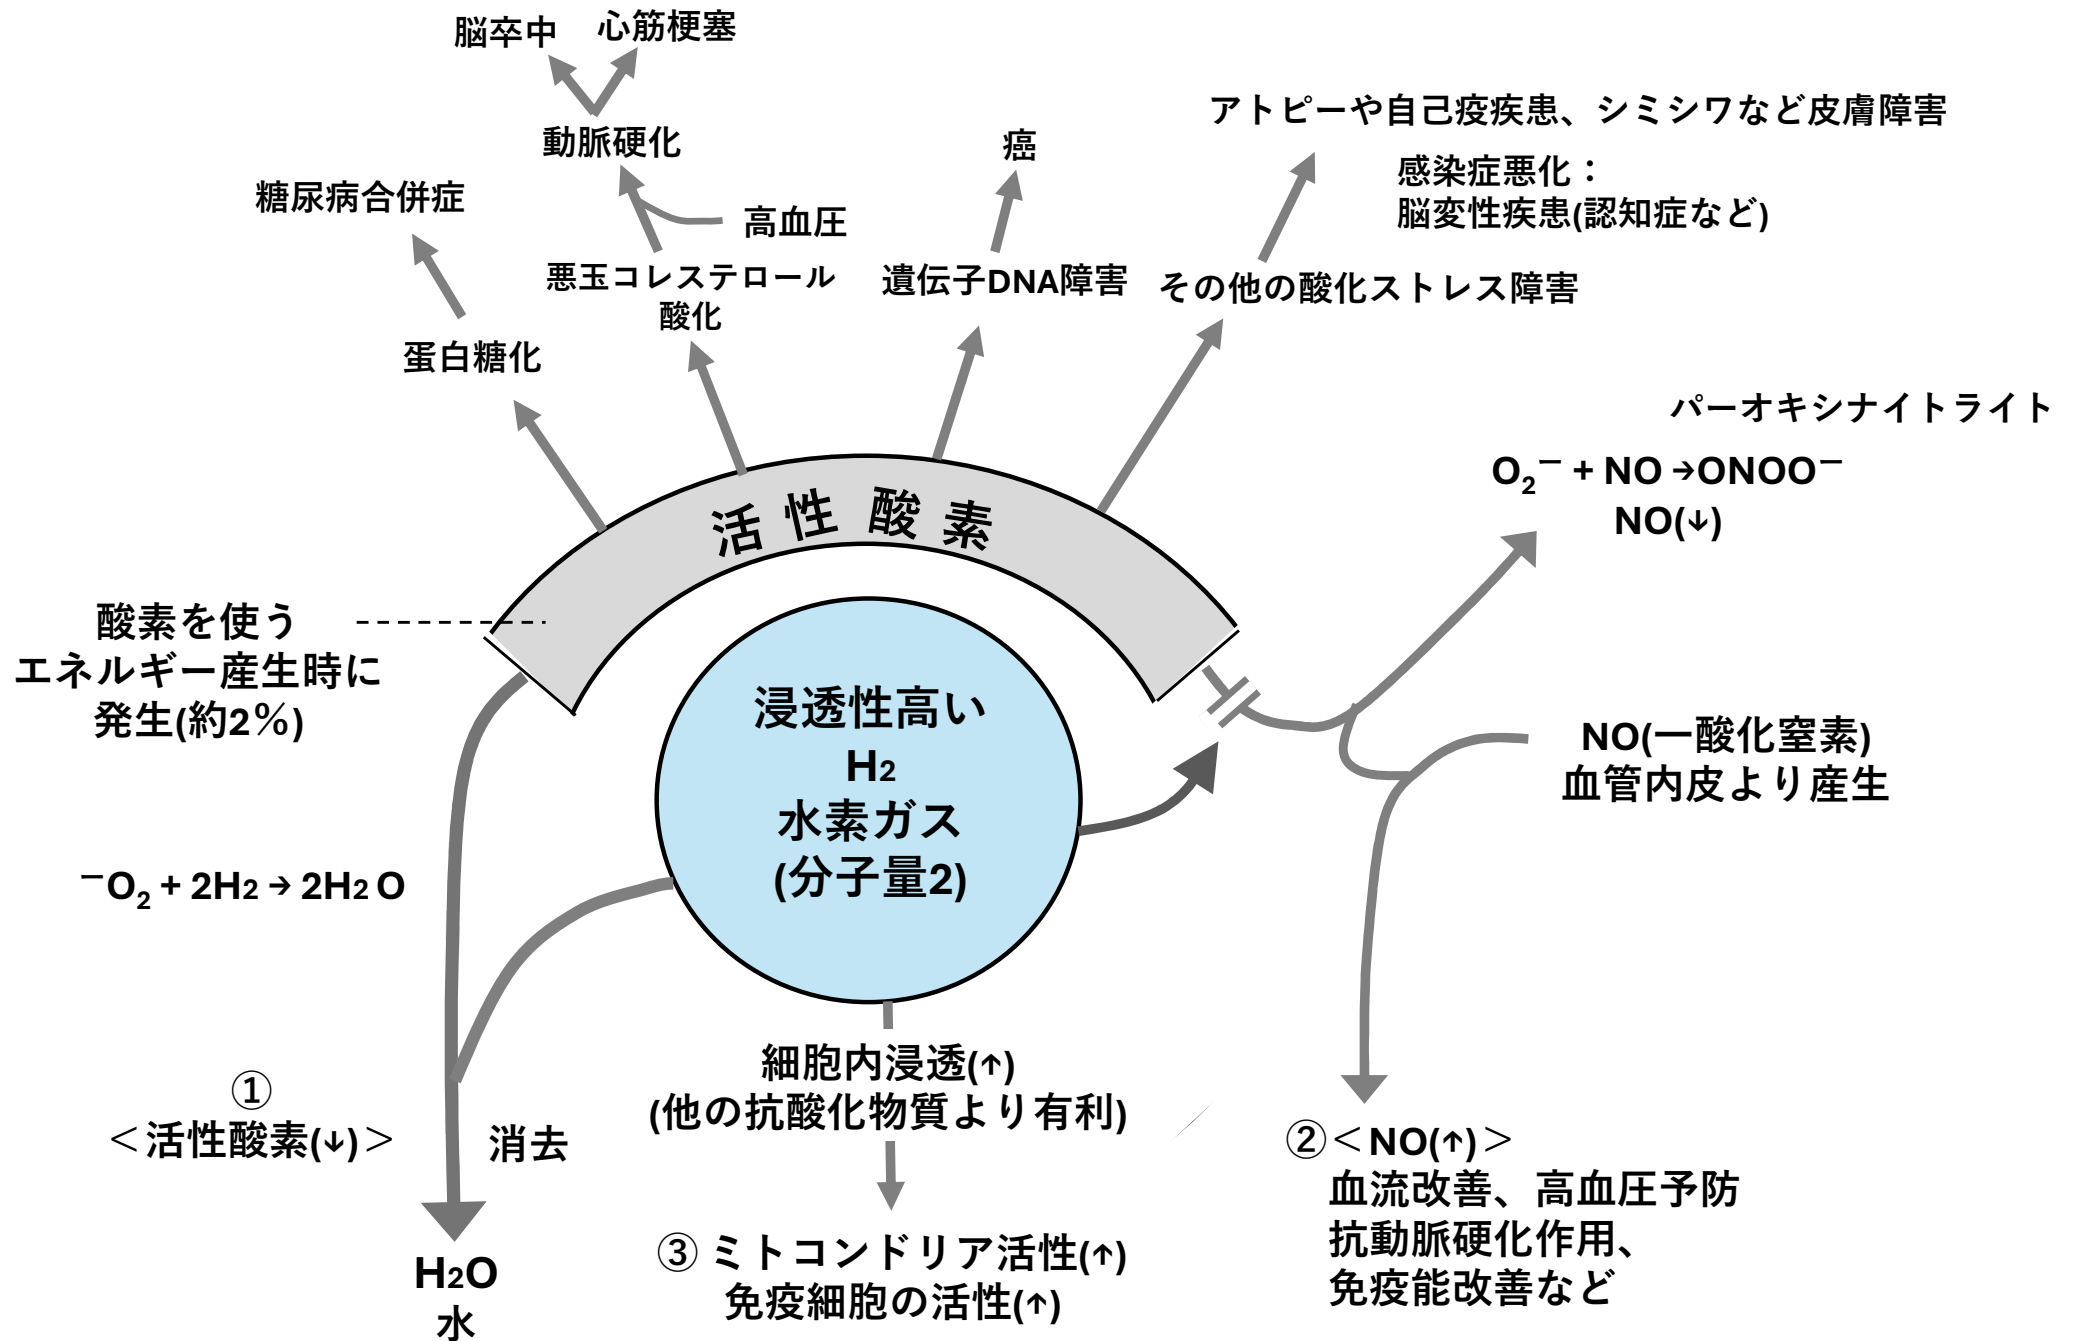 脳卒中
心筋梗塞
動脈硬化
高血圧
悪玉コレステロール
酸化
糖尿病合併症
蛋白糖化
癌
遺伝子DNA障害
アトピーや自己疫疾患、シミシワなど皮膚障害
感染症悪化：
脳変性疾患(認知症など)
その他の酸化ストレス障害
活性酸素
パーオキシナイトライト
O₂⁻ + NO →ONOO⁻
NO(↓)
酸素を使う
エネルギー産生時に
発生(約2%)
浸透性高い
H2
水素ガス
(分子量2)
NO(一酸化窒素)
血管内皮より産生
⁻O₂ + 2H2 → 2H2 O
①
＜活性酸素(↓)＞
消去
H2O
水
細胞内浸透(↑)
(他の抗酸化物質より有利)
③ ミトコンドリア活性(↑)
免疫細胞の活性(↑)
②＜NO(↑)＞
血流改善、高血圧予防
抗動脈硬化作用、
免疫能改善など